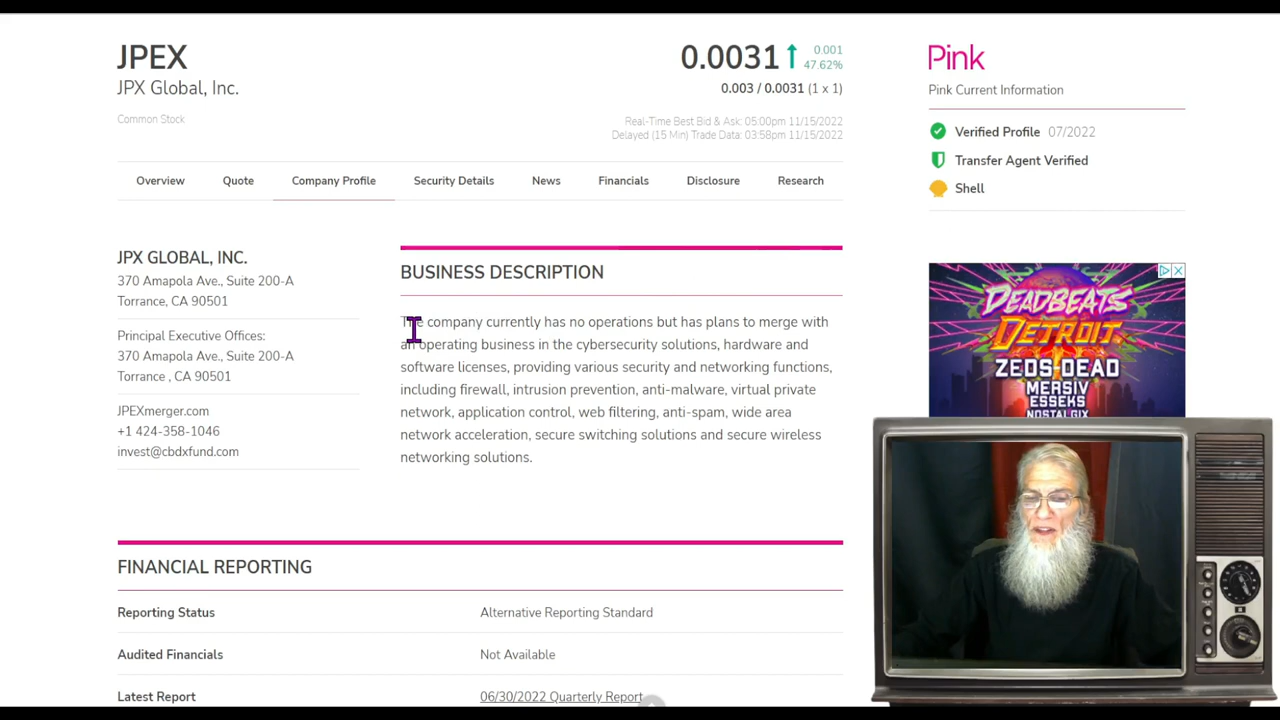 JPEX
JPX Global, Inc.
Common Stock
0.0031
0.001
47.62%
0.003 / 0.0031 (1 x 1)
Real-Time Best Bid & Ask: 05:00pm 11/15/2022
Delayed (15 Min) Trade Data: 03:58pm 11/15/2022
Pink
Pink Current Information
Verified Profile 07/2022
Transfer Agent Verified
Shell
Overview Quote Company Profile Security Details News Financials Disclosure Research
JPX GLOBAL, INC.
370 Amapola Ave., Suite 200-A
Torrance, CA 90501
Principal Executive Offices:
370 Amapola Ave., Suite 200-A
Torrance , CA 90501
JPEXmerger.com
+1 424-358-1046
invest@cbdxfund.com
BUSINESS DESCRIPTION
The company currently has no operations but has plans to merge with
an operating business in the cybersecurity solutions, hardware and
software licenses, providing various security and networking functions,
including firewall, intrusion prevention, anti-malware, virtual private
network, application control, web filtering, anti-spam, wide area
network acceleration, secure switching solutions and secure wireless
networking solutions.
DEADBEATS
DETROIT
ZEDS DEAD
MERSIV
ESSEKS
NOSTALGIX
FINANCIAL REPORTING
Reporting Status Alternative Reporting Standard
Audited Financials Not Available
Latest Report 06/30/2022 Quarterly Report